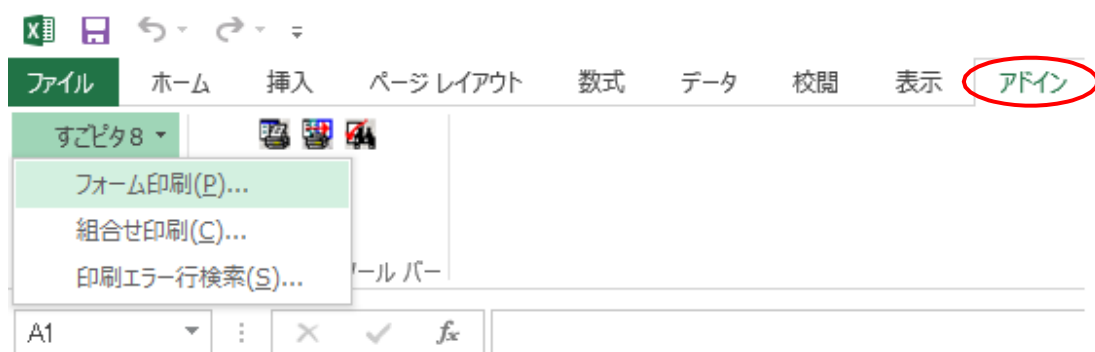 ファイル ホーム 挿入 ページ レイアウト 数式 データ 校閲 表示 アドイン
すごピタ8
フォーム印刷(P)...
組合せ印刷(C)...
印刷エラー行検索(S)...
ール バー
A1 fx